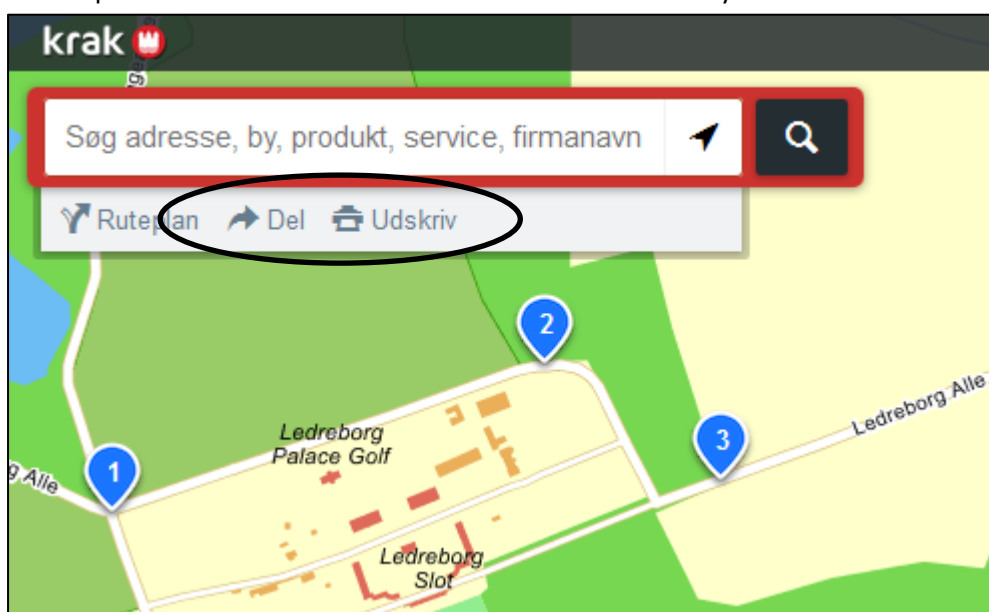 krak
Søg adresse, by, produkt, service, firmanavn
Ruteplan Del Udskriv
2
Ledreborg Alle
3
Ledreborg
Palace Golf
1
g Alle
Ledreborg
Slot